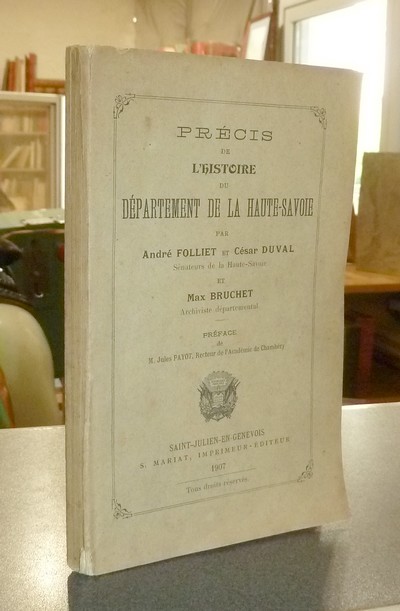 PRÉCIS
DE
L'HISTOIRE
DU
DÉPARTEMENT DE LA HAUTE-SAVOIE
PAR
André FOLLIET ET César DUVAL
Sénateurs de la Haute-Savoie
ET
Max BRUCHET
Archiviste départemental
PRÉFACE
de
M. Jules PAYOT, Recteur de l'Académie de Chambéry
SAINT-JULIEN-EN-GENEVOIS
S. MARIAT, IMPRIMEUR-ÉDITEUR
1907
Tous droits réservés.